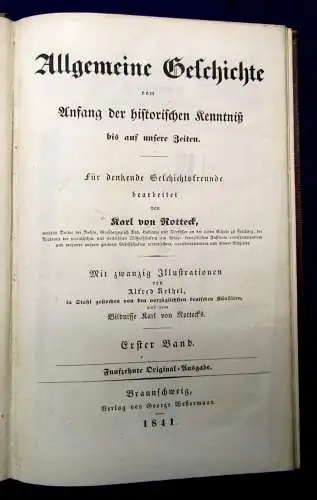 Allgemeine Geschichte
vom
Anfang der historischen Kenntniß
bis auf unsere Zeiten.
Für denkende Geschichtsfreunde
bearbeitet
von
Karl von Rotteck,
Mit zwanzig Illustrationen
von
Alfred Rethel,
in Stahl gestochen von den vorzüglichsten deutschen Künstlern,
und dem
Bildnisse Karl von Rotteck's.
Erster Band.
Funfzehnte Original-Ausgabe.
Braunschweig,
Verlag von George Westermann.
1841.